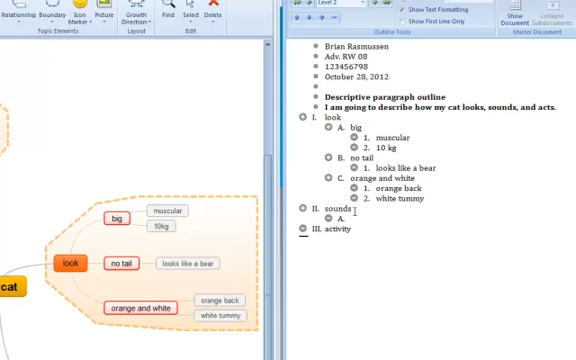 Relationship
Boundary
Icon Marker
Picture
Growth Direction
Find
Select
Delete
Topic Elements
Layout
Edit
Level 2
Show Text Formatting
Show First Line Only
Show Document
Collapse Subdocuments
Outline Tools
Master Document
cat
look
big
muscular
10kg
no tail
looks like a bear
orange and white
orange back
white tummy
Brian Rasmussen
Adv. RW 08
123456798
October 28, 2012
Descriptive paragraph outline
I am going to describe how my cat looks, sounds, and acts.
I. look
A. big
1. muscular
2. 10 kg
B. no tail
1. looks like a bear
C. orange and white
1. orange back
2. white tummy
II. sounds
A.
III. activity